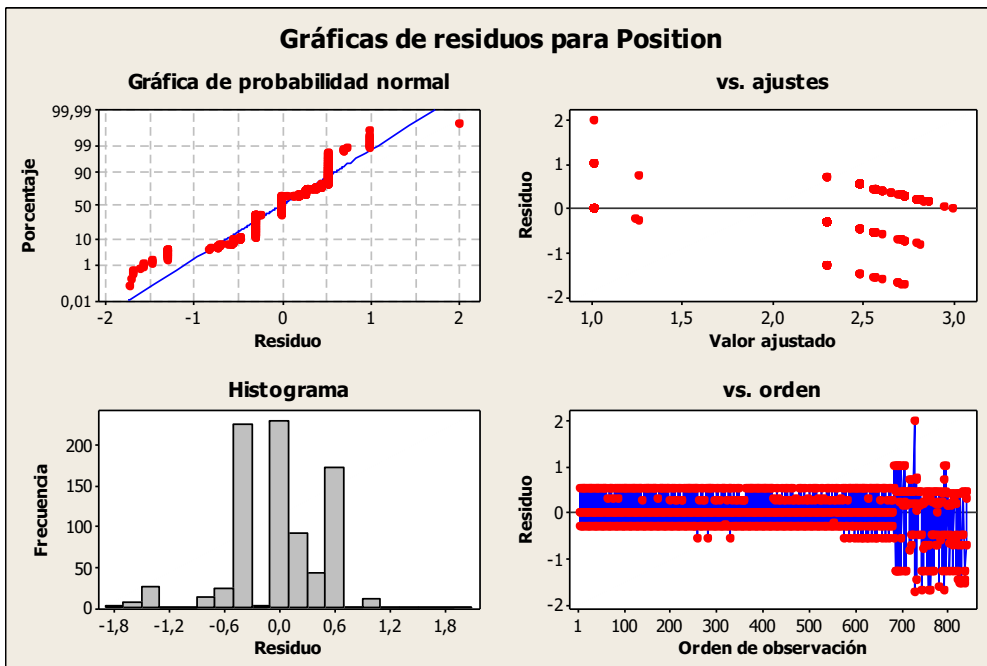 Gráficas de residuos para Position
Gráfica de probabilidad normal
99,99
99
90
50
10
1
0,01
Porcentaje
-2 -1 0 1 2
Residuo
vs. ajustes
2
1
0
-1
-2
Residuo
1,0 1,5 2,0 2,5 3,0
Valor ajustado
Histograma
200
150
100
50
0
Frecuencia
-1,8 -1,2 -0,6 0,0 0,6 1,2 1,8
Residuo
vs. orden
2
1
0
-1
-2
Residuo
1 100 200 300 400 500 600 700 800
Orden de observación